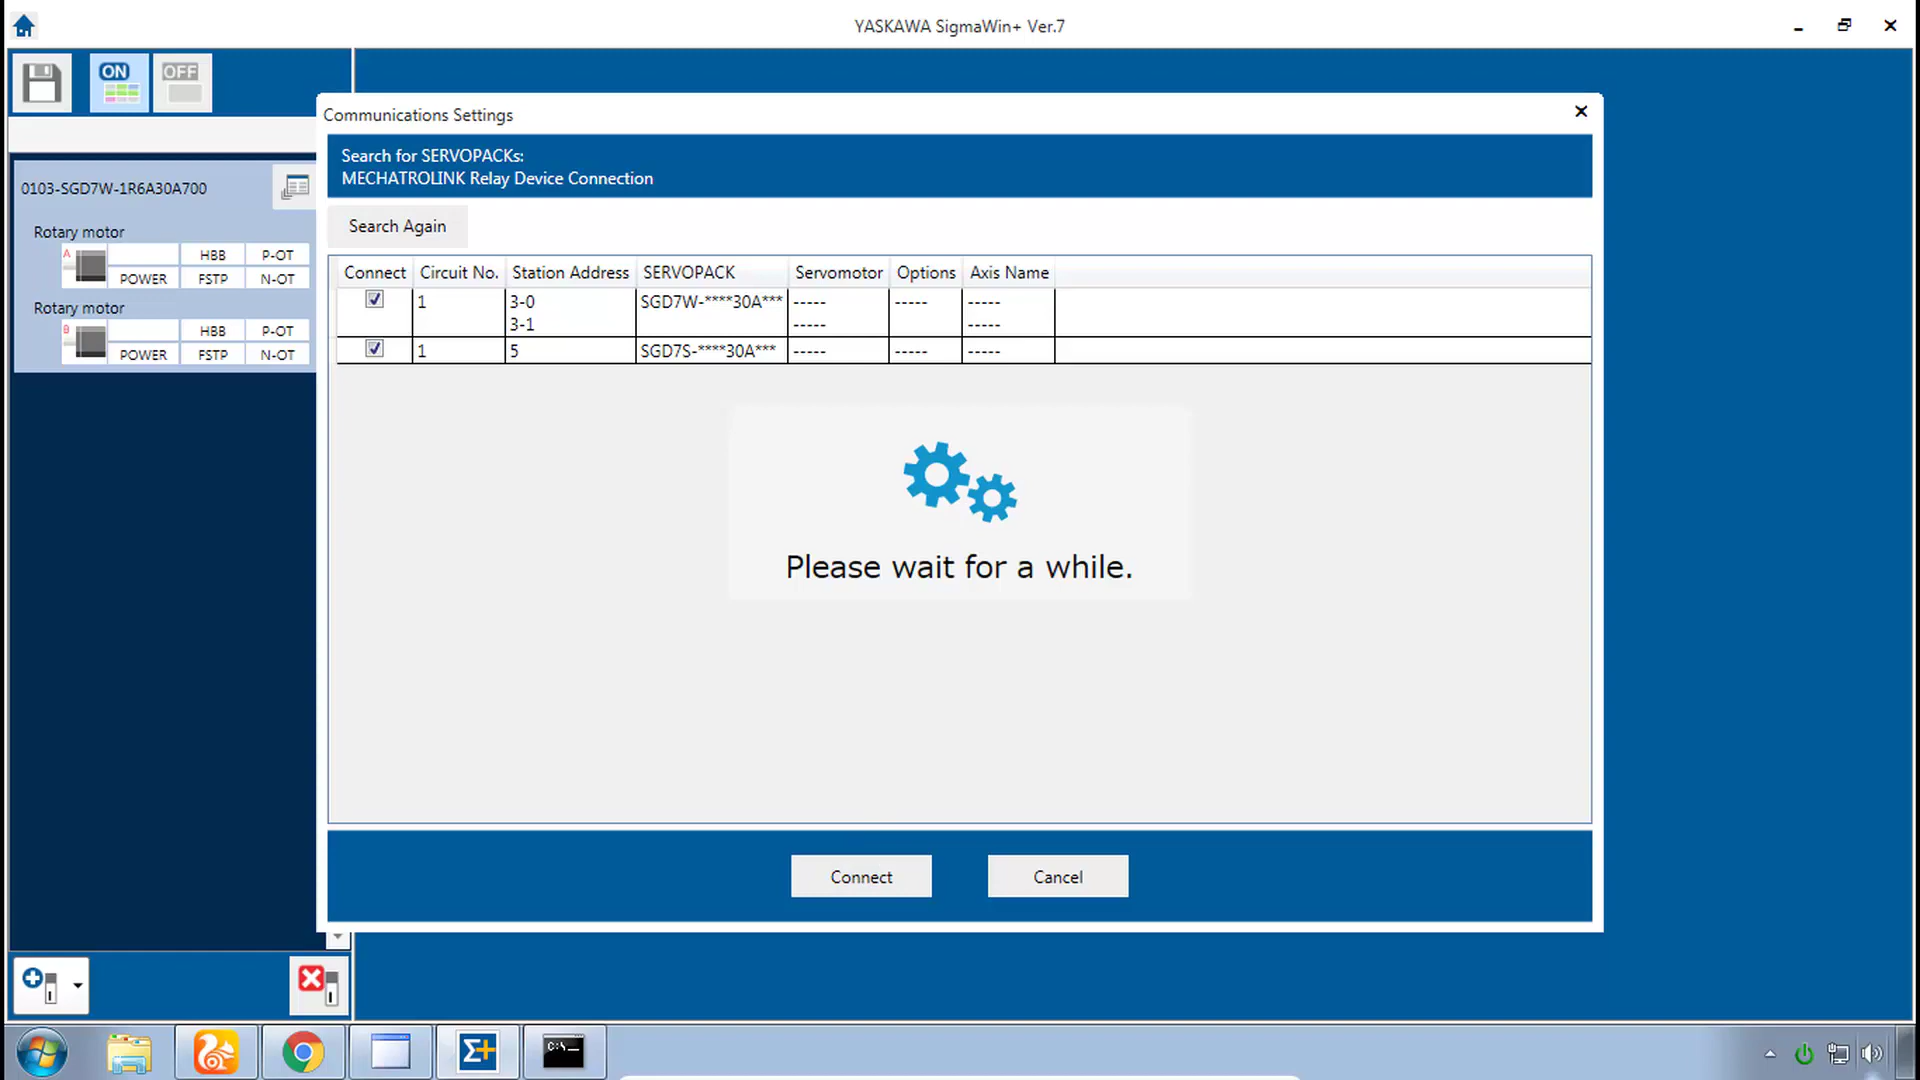 YASKAWA SigmaWin+ Ver.7
ON
OFF
Communications Settings
Search for SERVOPACKs:
MECHATROLINK Relay Device Connection
0103-SGD7W-1R6A30A700
Search Again
Rotary motor
A
HBB P-OT
POWER FSTP N-OT
Rotary motor
B
HBB P-OT
POWER FSTP N-OT
Connect Circuit No. Station Address SERVOPACK Servomotor Options Axis Name
1 3-0 SGD7W-****30A*** ----- ----- -----
3-1 ----- -----
1 5 SGD7S-****30A*** ----- ----- -----
Please wait for a while.
Connect Cancel
C:\_
Σ+